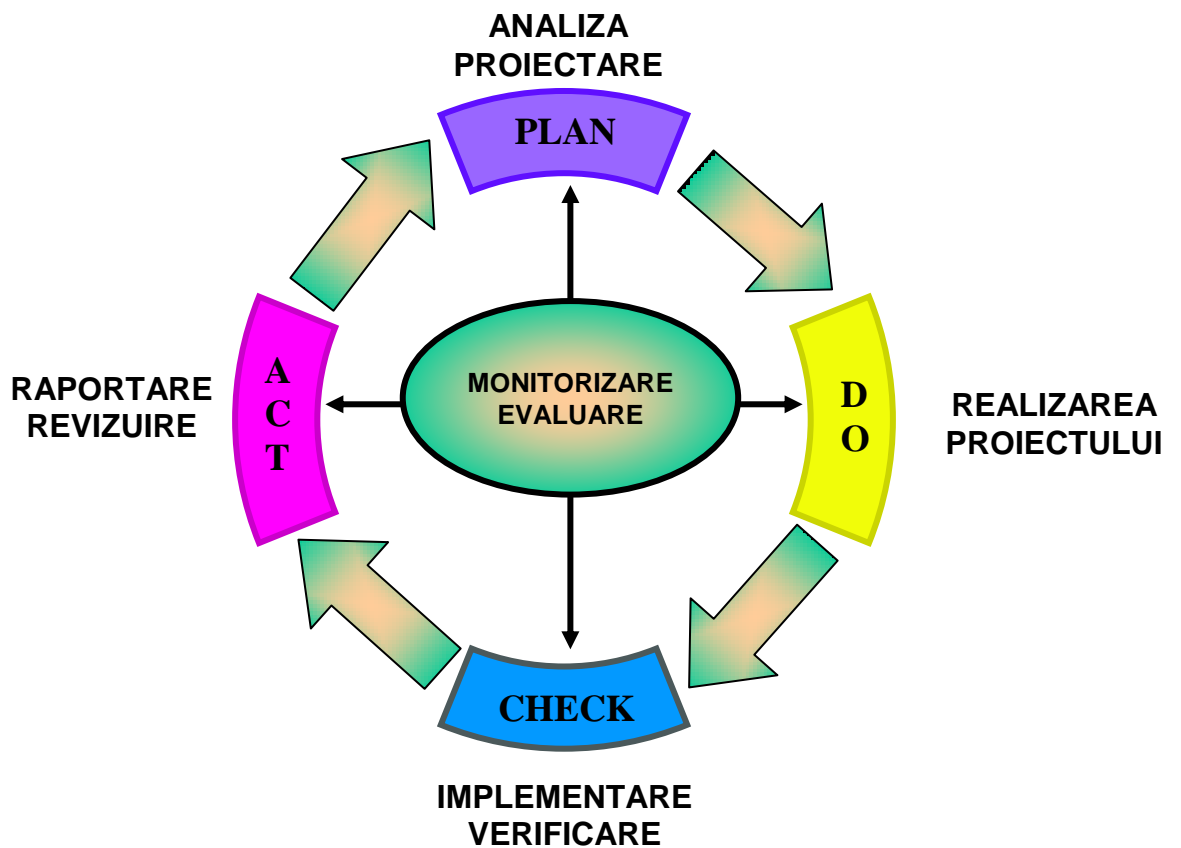 ANALIZA
PROIECTARE
PLAN
A
C
T
RAPORTARE
REVIZUIRE
MONITORIZARE
EVALUARE
D
O
REALIZAREA
PROIECTULUI
CHECK
IMPLEMENTARE
VERIFICARE